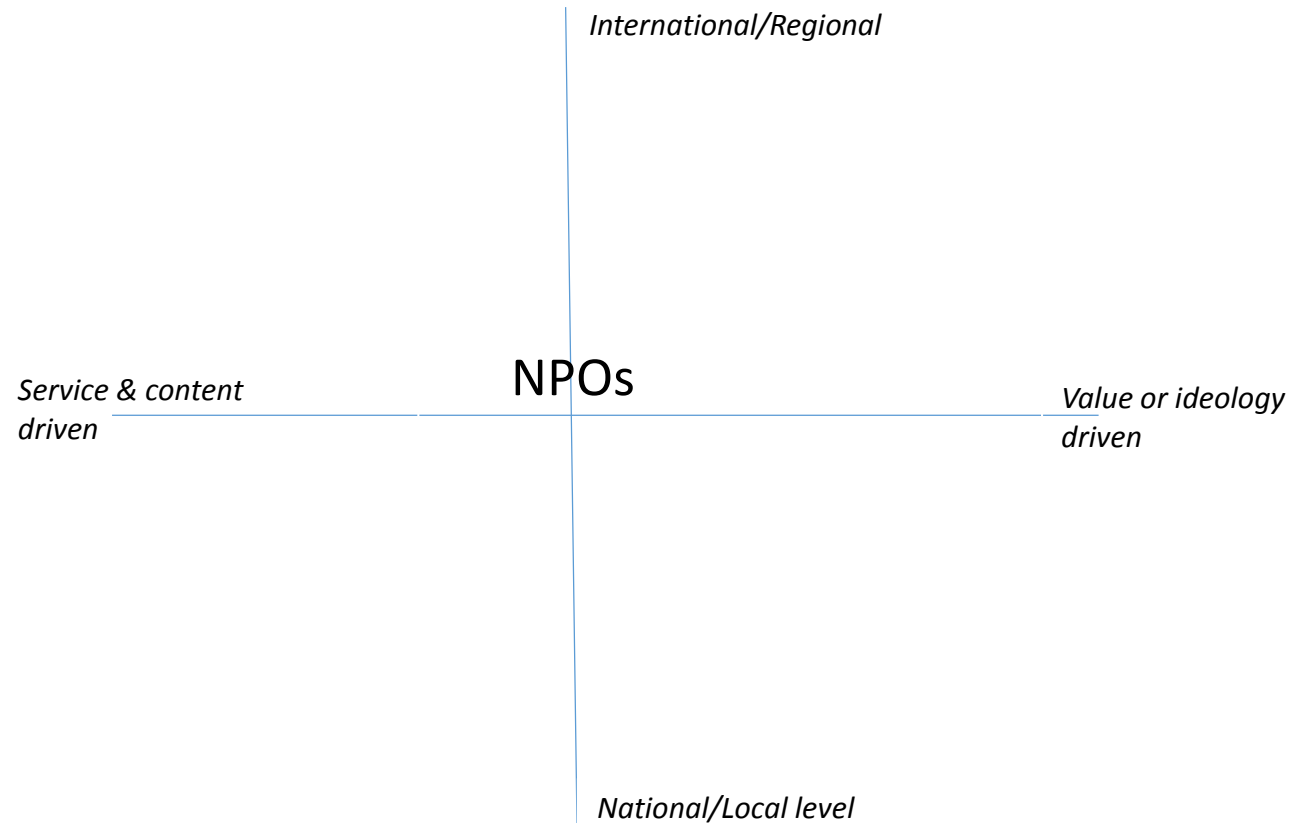 International/Regional
NPOs
Service & content
driven
Value or ideology
driven
National/Local level